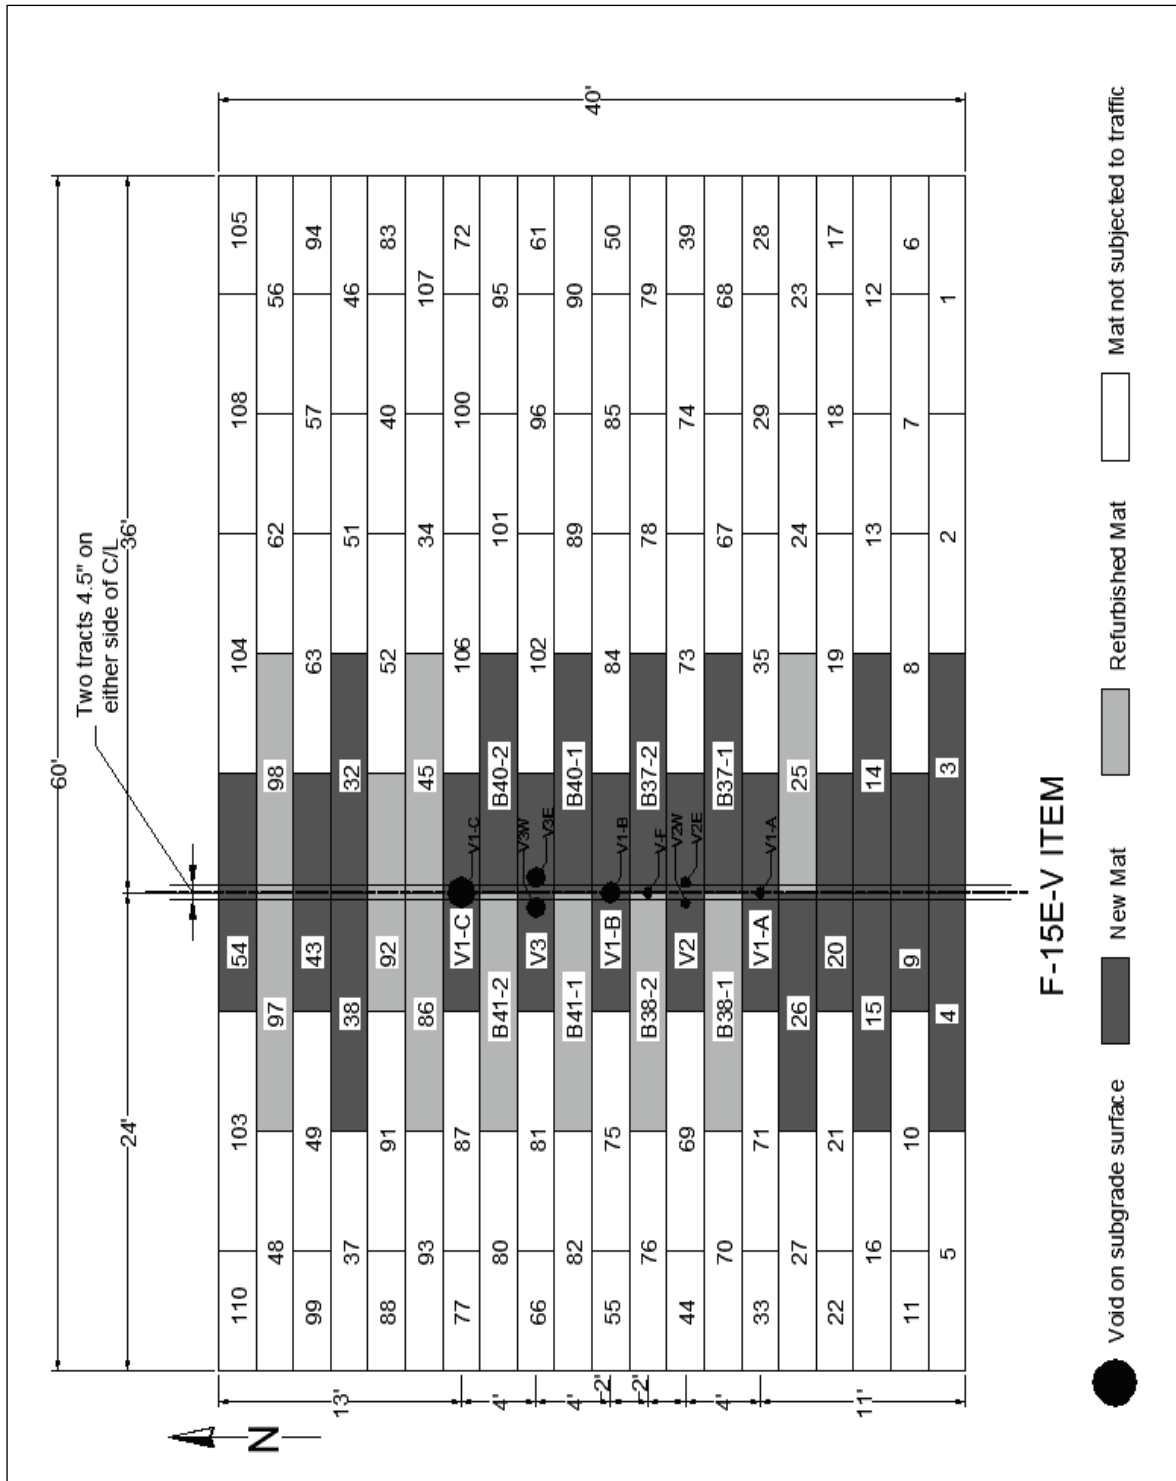 60'
24' 36'
Two tracts 4.5" on
either side of C/L
N
13'
4'
4'
2'
2'
4'
11'
40'
110 103 54 104 108 105
48 97 98 62 56
99 49 43 63 57 94
37 38 32 51 46
88 91 92 52 40 83
93 86 45 34 107
77 87 V1-C V1-C 106 100 72
80 B41-2 B40-2 101 95
66 81 V3 V3W V3E 102 96 61
82 B41-1 B40-1 89 90
55 75 V1-B V1-B 84 85 50
76 B38-2 V-F B37-2 78 79
44 69 V2 V2W V2E 73 74 39
70 B38-1 B37-1 67 68
33 71 V1-A V1-A 35 29 28
27 26 25 24 23
22 21 20 19 18 17
16 15 14 13 12
11 10 9 8 7 6
5 4 3 2 1
F-15E-V ITEM
Void on subgrade surface New Mat Refurbished Mat Mat not subjected to traffic